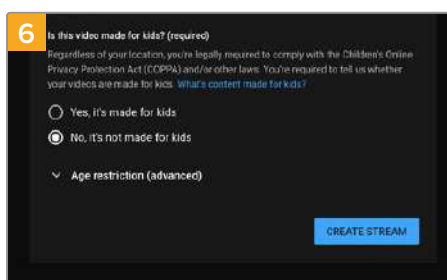 6
Is this video made for kids? (required)
Regardless of your location, you're legally required to comply with the Children's Online
Privacy Protection Act (COPPA) and/or other laws. You're required to tell us whether
your videos are made for kids. What's content made for kids?
Yes, it's made for kids
No, it's not made for kids
Age restriction (advanced)
CREATE STREAM